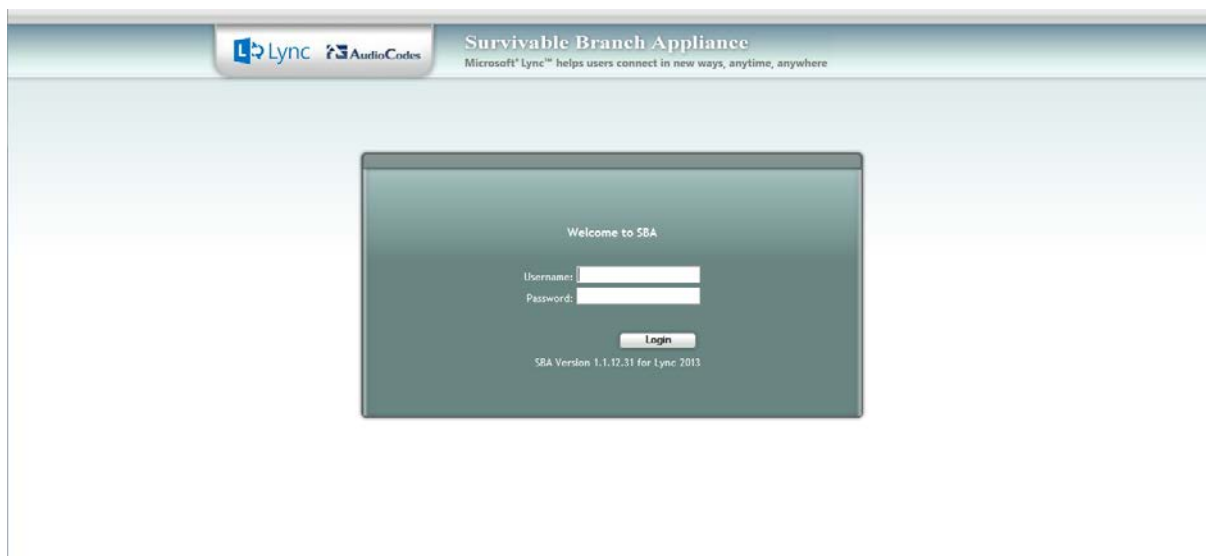 Lync AudioCodes
Survivable Branch Appliance
Microsoft® Lync™ helps users connect in new ways, anytime, anywhere
Welcome to SBA
Username:
Password:
Login
SBA Version 1.1.12.31 for Lync 2013